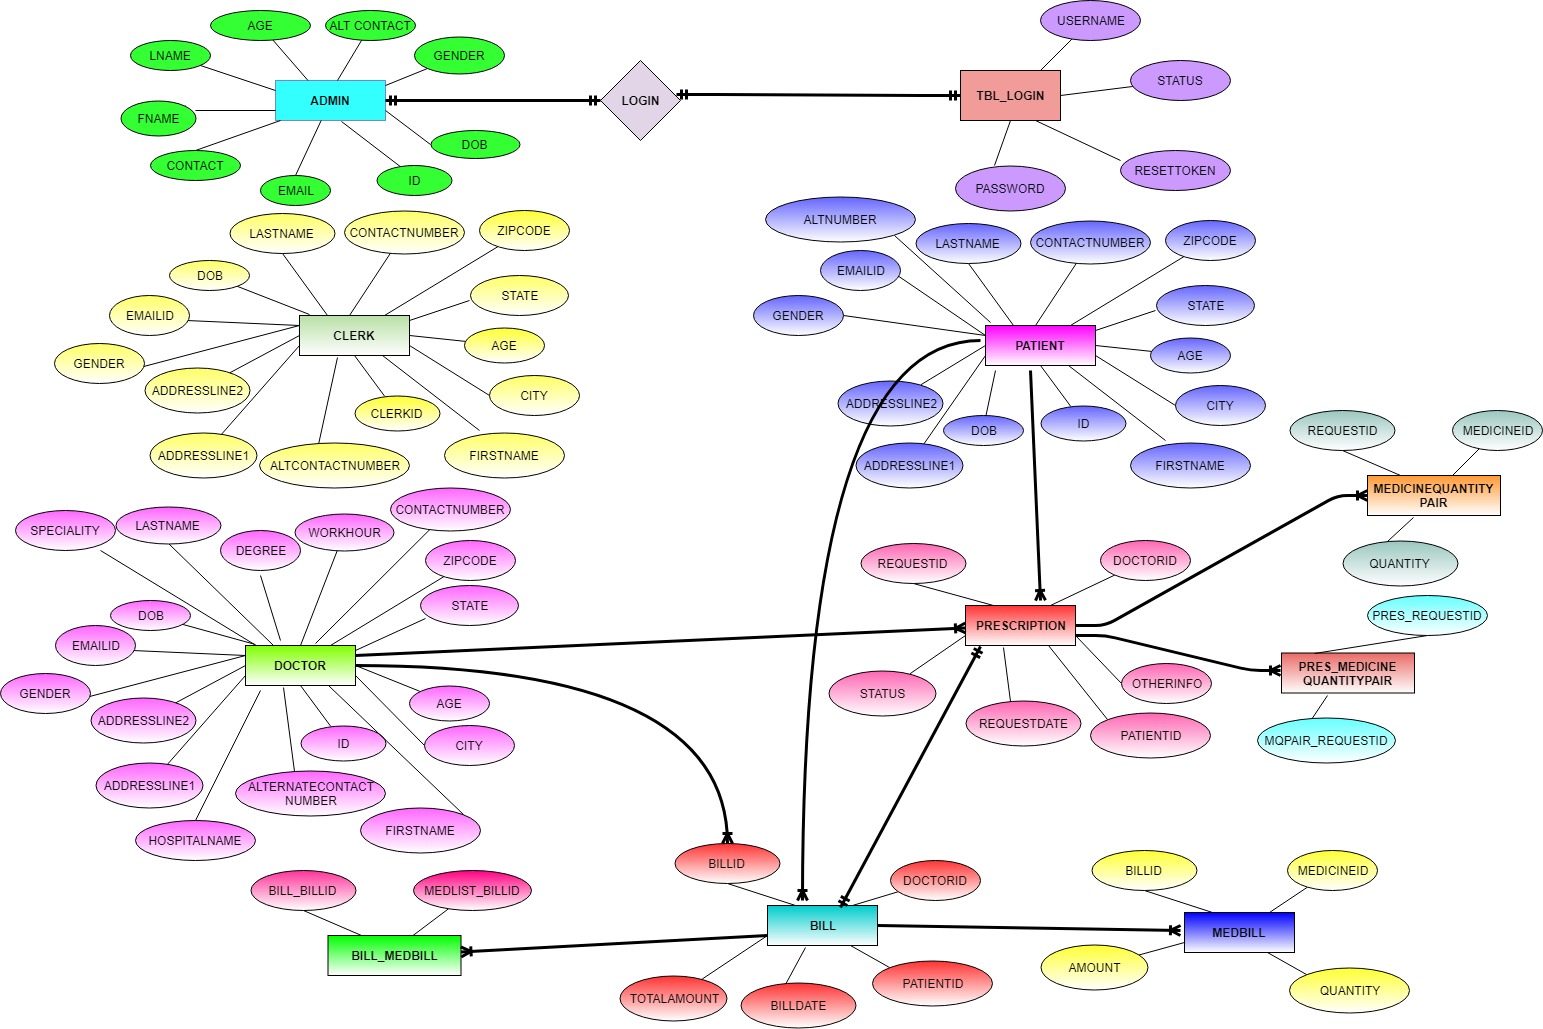 AGE
ALT CONTACT
USERNAME
LNAME
GENDER
STATUS
ADMIN
LOGIN
TBL_LOGIN
FNAME
DOB
CONTACT
ID
RESETTOKEN
EMAIL
PASSWORD
LASTNAME
CONTACTNUMBER
ZIPCODE
DOB
STATE
EMAILID
CLERK
AGE
GENDER
ADDRESSLINE2
CITY
CLERKID
ADDRESSLINE1
ALTCONTACTNUMBER
FIRSTNAME
ALTNUMBER
LASTNAME
CONTACTNUMBER
ZIPCODE
EMAILID
STATE
GENDER
PATIENT
AGE
ADDRESSLINE2
CITY
DOB
ID
ADDRESSLINE1
FIRSTNAME
REQUESTID
MEDICINEID
MEDICINEQUANTITY
PAIR
QUANTITY
SPECIALITY
LASTNAME
DEGREE
WORKHOUR
CONTACTNUMBER
ZIPCODE
STATE
DOB
EMAILID
DOCTOR
GENDER
ADDRESSLINE2
AGE
ID
CITY
ADDRESSLINE1
ALTERNATECONTACT
NUMBER
FIRSTNAME
HOSPITALNAME
REQUESTID
DOCTORID
PRESCRIPTION
STATUS
OTHERINFO
REQUESTDATE
PATIENTID
PRES_REQUESTID
PRES_MEDICINE
QUANTITYPAIR
MQPAIR_REQUESTID
BILL_BILLID
MEDLIST_BILLID
BILL_MEDBILL
BILLID
DOCTORID
BILL
TOTALAMOUNT
BILLDATE
PATIENTID
BILLID
MEDICINEID
MEDBILL
AMOUNT
QUANTITY